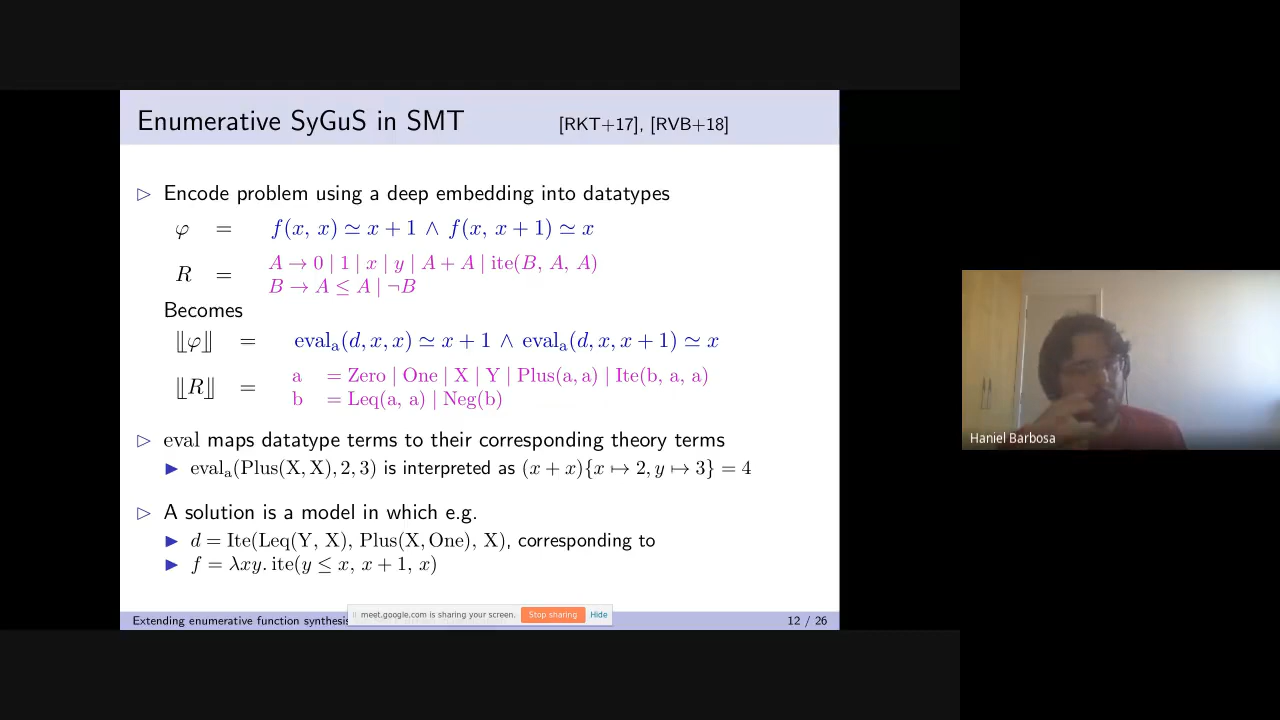 Enumerative SyGuS in SMT [RKT+17], [RVB+18]
▷ Encode problem using a deep embedding into datatypes
φ = f(x, x) ≃ x + 1 ∧ f(x, x + 1) ≃ x
R = A → 0 | 1 | x | y | A + A | ite(B, A, A)
B → A ≤ A | ¬B
Becomes
⟦φ⟧ = evalₐ(d, x, x) ≃ x + 1 ∧ evalₐ(d, x, x + 1) ≃ x
⟦R⟧ = a = Zero | One | X | Y | Plus(a, a) | Ite(b, a, a)
b = Leq(a, a) | Neg(b)
▷ eval maps datatype terms to their corresponding theory terms
▶ evalₐ(Plus(X, X), 2, 3) is interpreted as (x + x){x ↦ 2, y ↦ 3} = 4
▷ A solution is a model in which e.g.
▶ d = Ite(Leq(Y, X), Plus(X, One), X), corresponding to
▶ f = λxy. ite(y ≤ x, x + 1, x)
Extending enumerative function synthesis
meet.google.com is sharing your screen. Stop sharing Hide
12 / 26
Haniel Barbosa